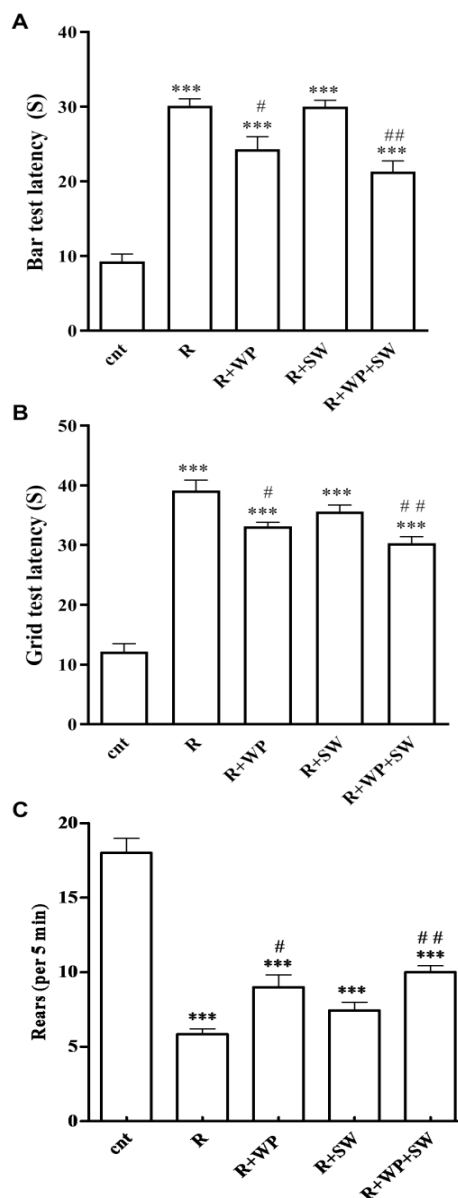 A
Bar test latency (S)
40
30
20
10
0
***
#
***
***
##
***
cnt
R
R+WP
R+SW
R+WP+SW
B
Grid test latency (S)
50
40
30
20
10
0
***
#
***
***
# #
***
cnt
R
R+WP
R+SW
R+WP+SW
C
Rears (per 5 min)
20
15
10
5
0
***
#
***
***
# #
***
cnt
R
R+WP
R+SW
R+WP+SW